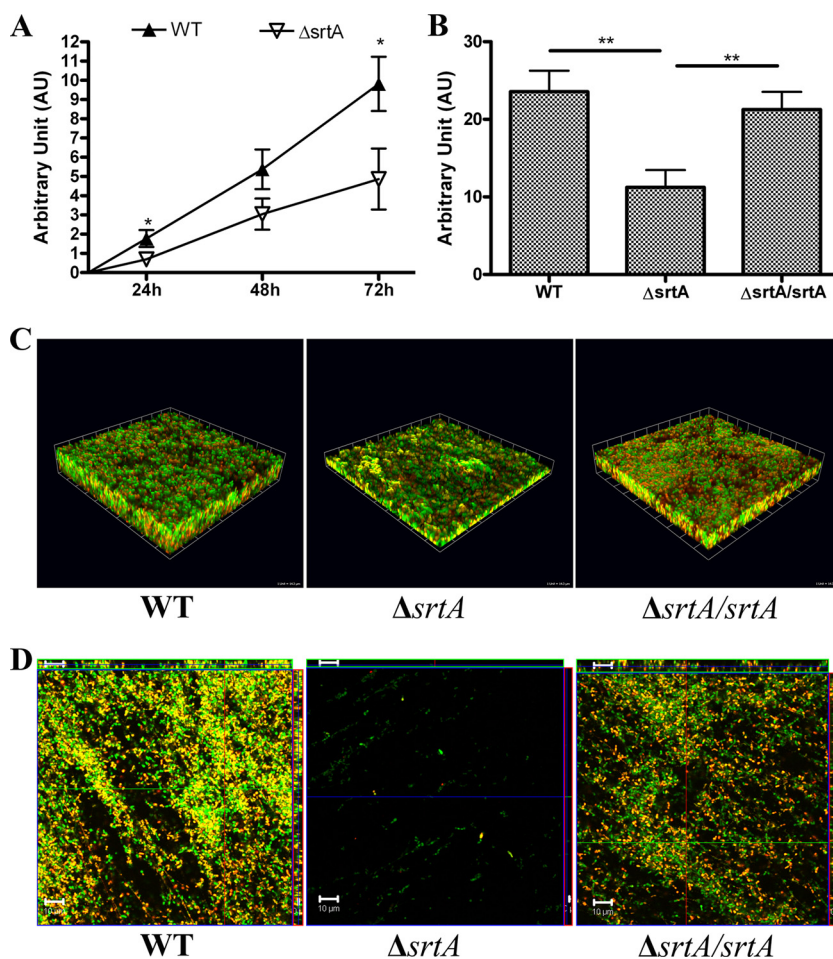 A
WT
ΔsrtA
Arbitrary Unit (AU)
12
11
10
9
8
7
6
5
4
3
2
1
0
*
*
24h
48h
72h
B
Arbitrary Unit (AU)
30
20
10
0
**
**
WT
ΔsrtA
ΔsrtA/srtA
C
WT
ΔsrtA
ΔsrtA/srtA
D
10 µm
10 µm
10 µm
WT
ΔsrtA
ΔsrtA/srtA